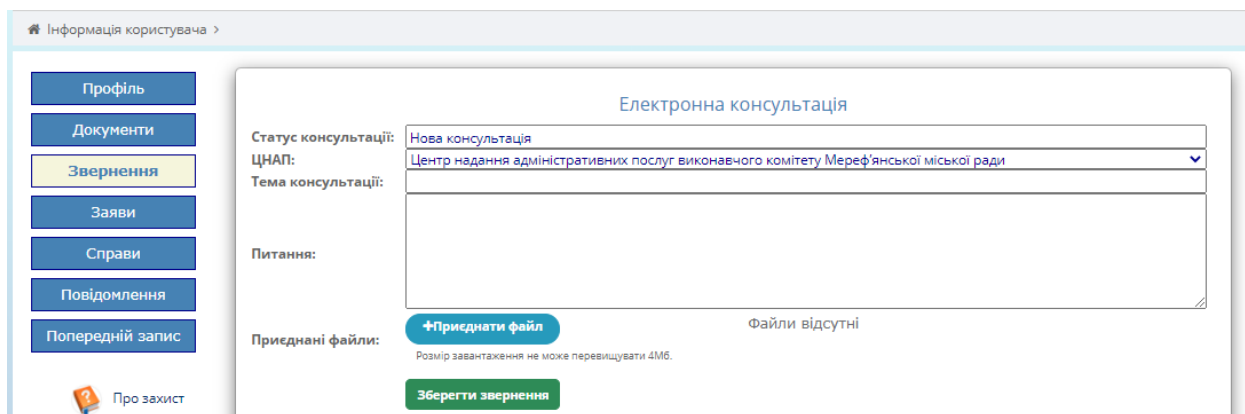 Інформація користувача >
Профіль
Документи
Звернення
Заяви
Справи
Повідомлення
Попередній запис
Про захист
Електронна консультація
Статус консультації: Нова консультація
ЦНАП: Центр надання адміністративних послуг виконавчого комітету Мереф'янської міської ради
Тема консультації:
Питання:
Приєднані файли: +Приєднати файл Файли відсутні
Розмір завантаження не може перевищувати 4Мб.
Зберегти звернення